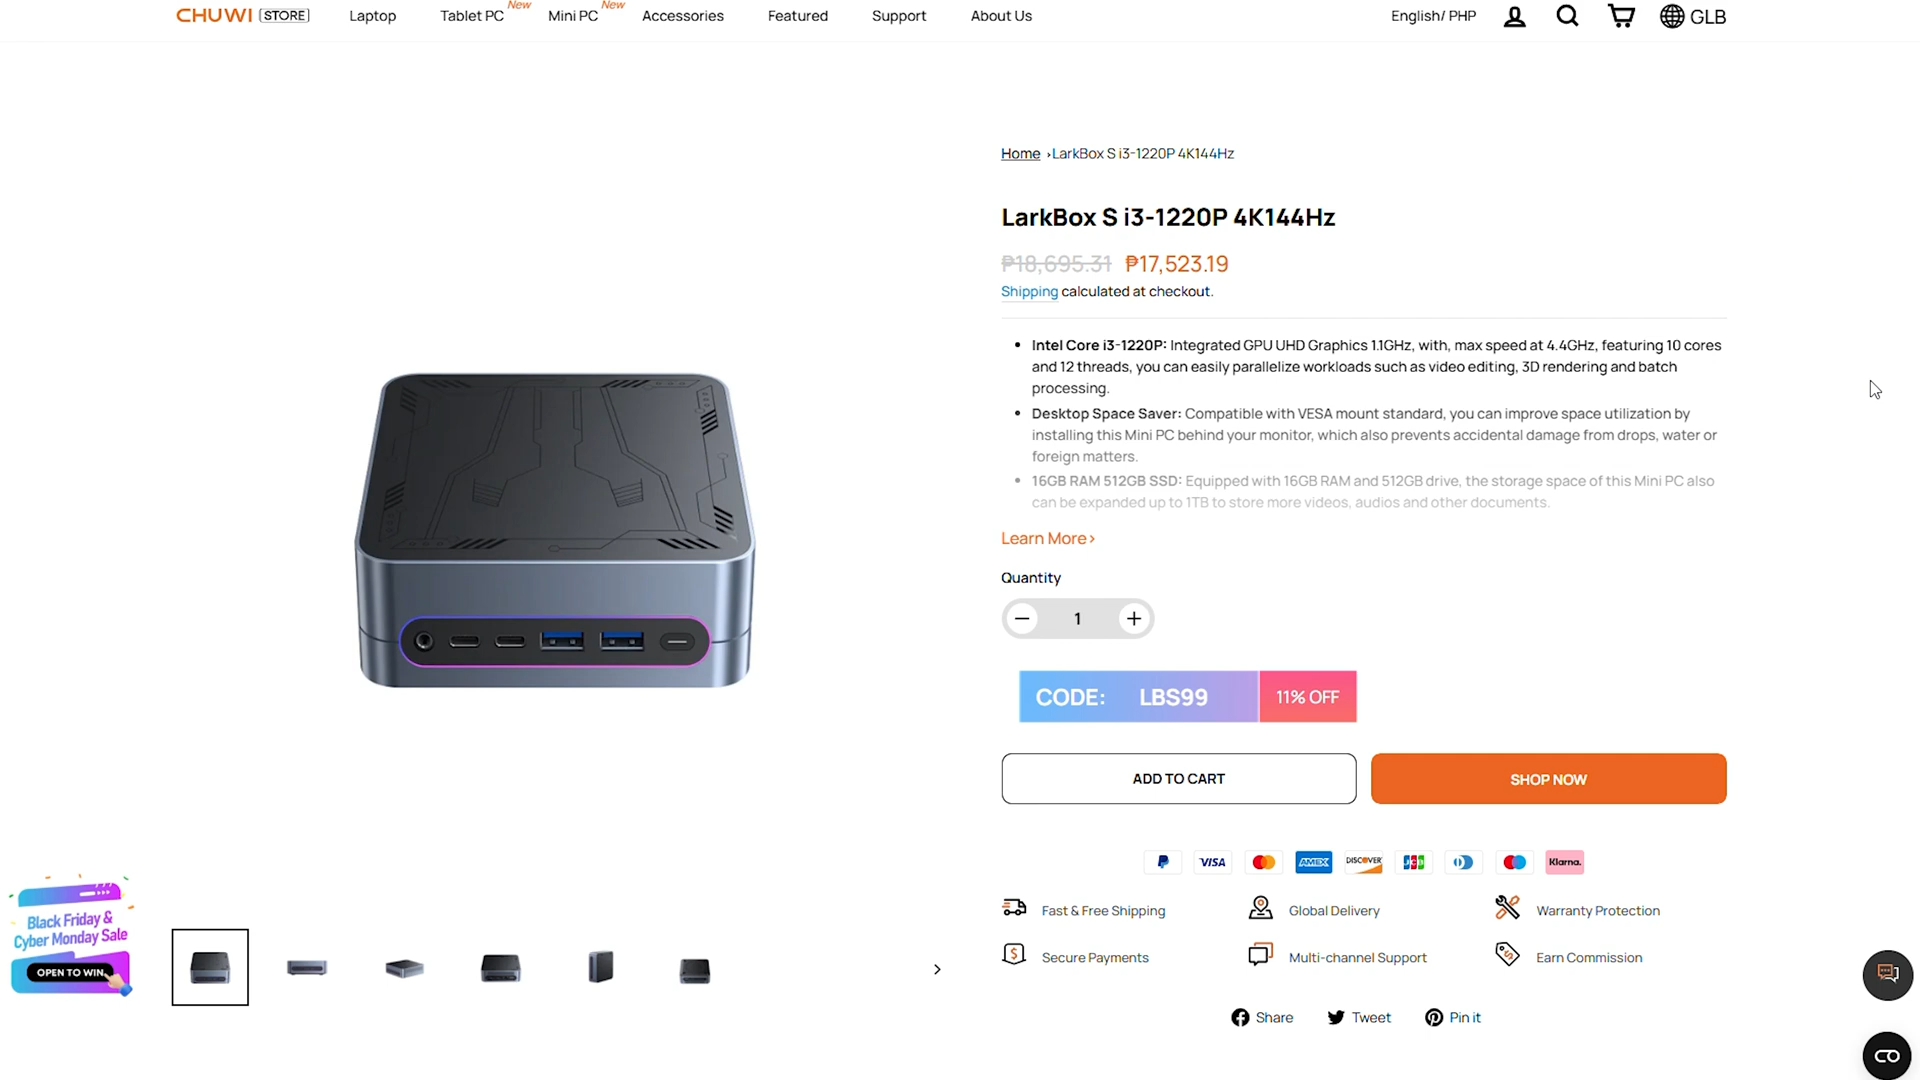 CHUWI STORE
Laptop
Tablet PC
New
Mini PC
New
Accessories
Featured
Support
About Us
English/ PHP
GLB
Home ›LarkBox S i3-1220P 4K144Hz
LarkBox S i3-1220P 4K144Hz
₱18,695.31 ₱17,523.19
Shipping calculated at checkout.
Intel Core i3-1220P: Integrated GPU UHD Graphics 1.1GHz, with, max speed at 4.4GHz, featuring 10 cores
and 12 threads, you can easily parallelize workloads such as video editing, 3D rendering and batch
processing.
Desktop Space Saver: Compatible with VESA mount standard, you can improve space utilization by
installing this Mini PC behind your monitor, which also prevents accidental damage from drops, water or
foreign matters.
16GB RAM 512GB SSD: Equipped with 16GB RAM and 512GB drive, the storage space of this Mini PC also
can be expanded up to 1TB to store more videos, audios and other documents.
Learn More›
Quantity
1
CODE: LBS99 11% OFF
ADD TO CART
SHOP NOW
VISA
AMEX
DISCOVER
JCB
Klarna.
Fast & Free Shipping
Global Delivery
Warranty Protection
Secure Payments
Multi-channel Support
Earn Commission
Share
Tweet
Pin it
Black Friday &
Cyber Monday Sale
OPEN TO WIN